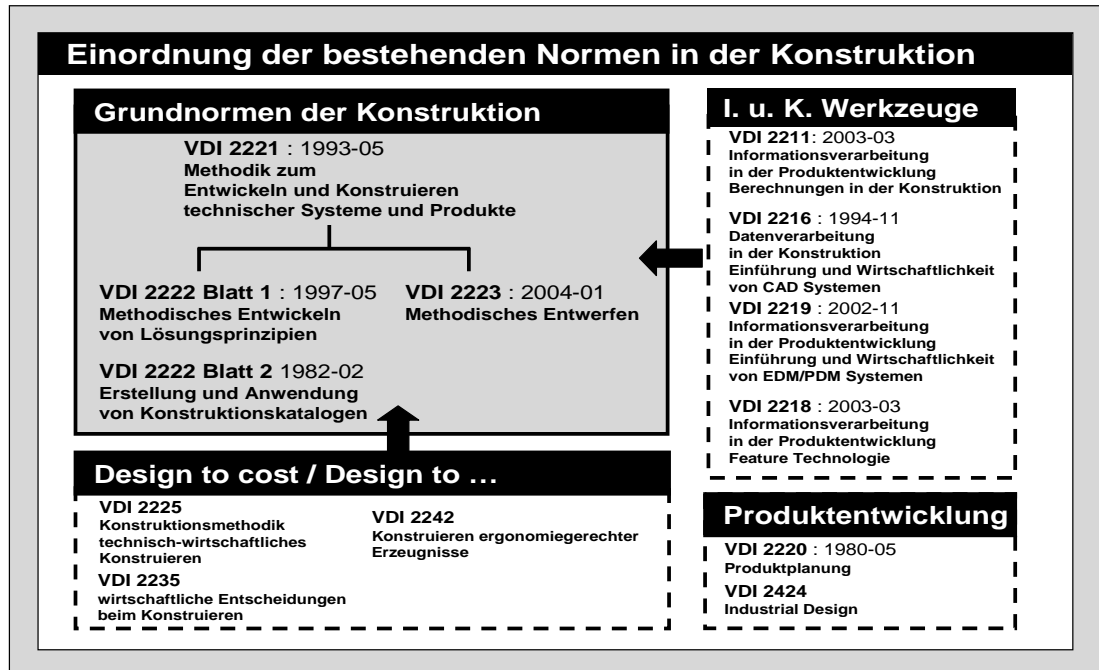 Einordnung der bestehenden Normen in der Konstruktion
Grundnormen der Konstruktion
VDI 2221 : 1993-05
Methodik zum
Entwickeln und Konstruieren
technischer Systeme und Produkte
VDI 2222 Blatt 1 : 1997-05
Methodisches Entwickeln
von Lösungsprinzipien
VDI 2222 Blatt 2 1982-02
Erstellung und Anwendung
von Konstruktionskatalogen
VDI 2223 : 2004-01
Methodisches Entwerfen
Design to cost / Design to ...
VDI 2225
Konstruktionsmethodik
technisch-wirtschaftliches
Konstruieren
VDI 2235
wirtschaftliche Entscheidungen
beim Konstruieren
VDI 2242
Konstruieren ergonomiegerechter
Erzeugnisse
I. u. K. Werkzeuge
VDI 2211: 2003-03
Informationsverarbeitung
in der Produktentwicklung
Berechnungen in der Konstruktion
VDI 2216 : 1994-11
Datenverarbeitung
in der Konstruktion
Einführung und Wirtschaftlichkeit
von CAD Systemen
VDI 2219 : 2002-11
Informationsverarbeitung
in der Produktentwicklung
Einführung und Wirtschaftlichkeit
von EDM/PDM Systemen
VDI 2218 : 2003-03
Informationsverarbeitung
in der Produktentwicklung
Feature Technologie
Produktentwicklung
VDI 2220 : 1980-05
Produktplanung
VDI 2424
Industrial Design